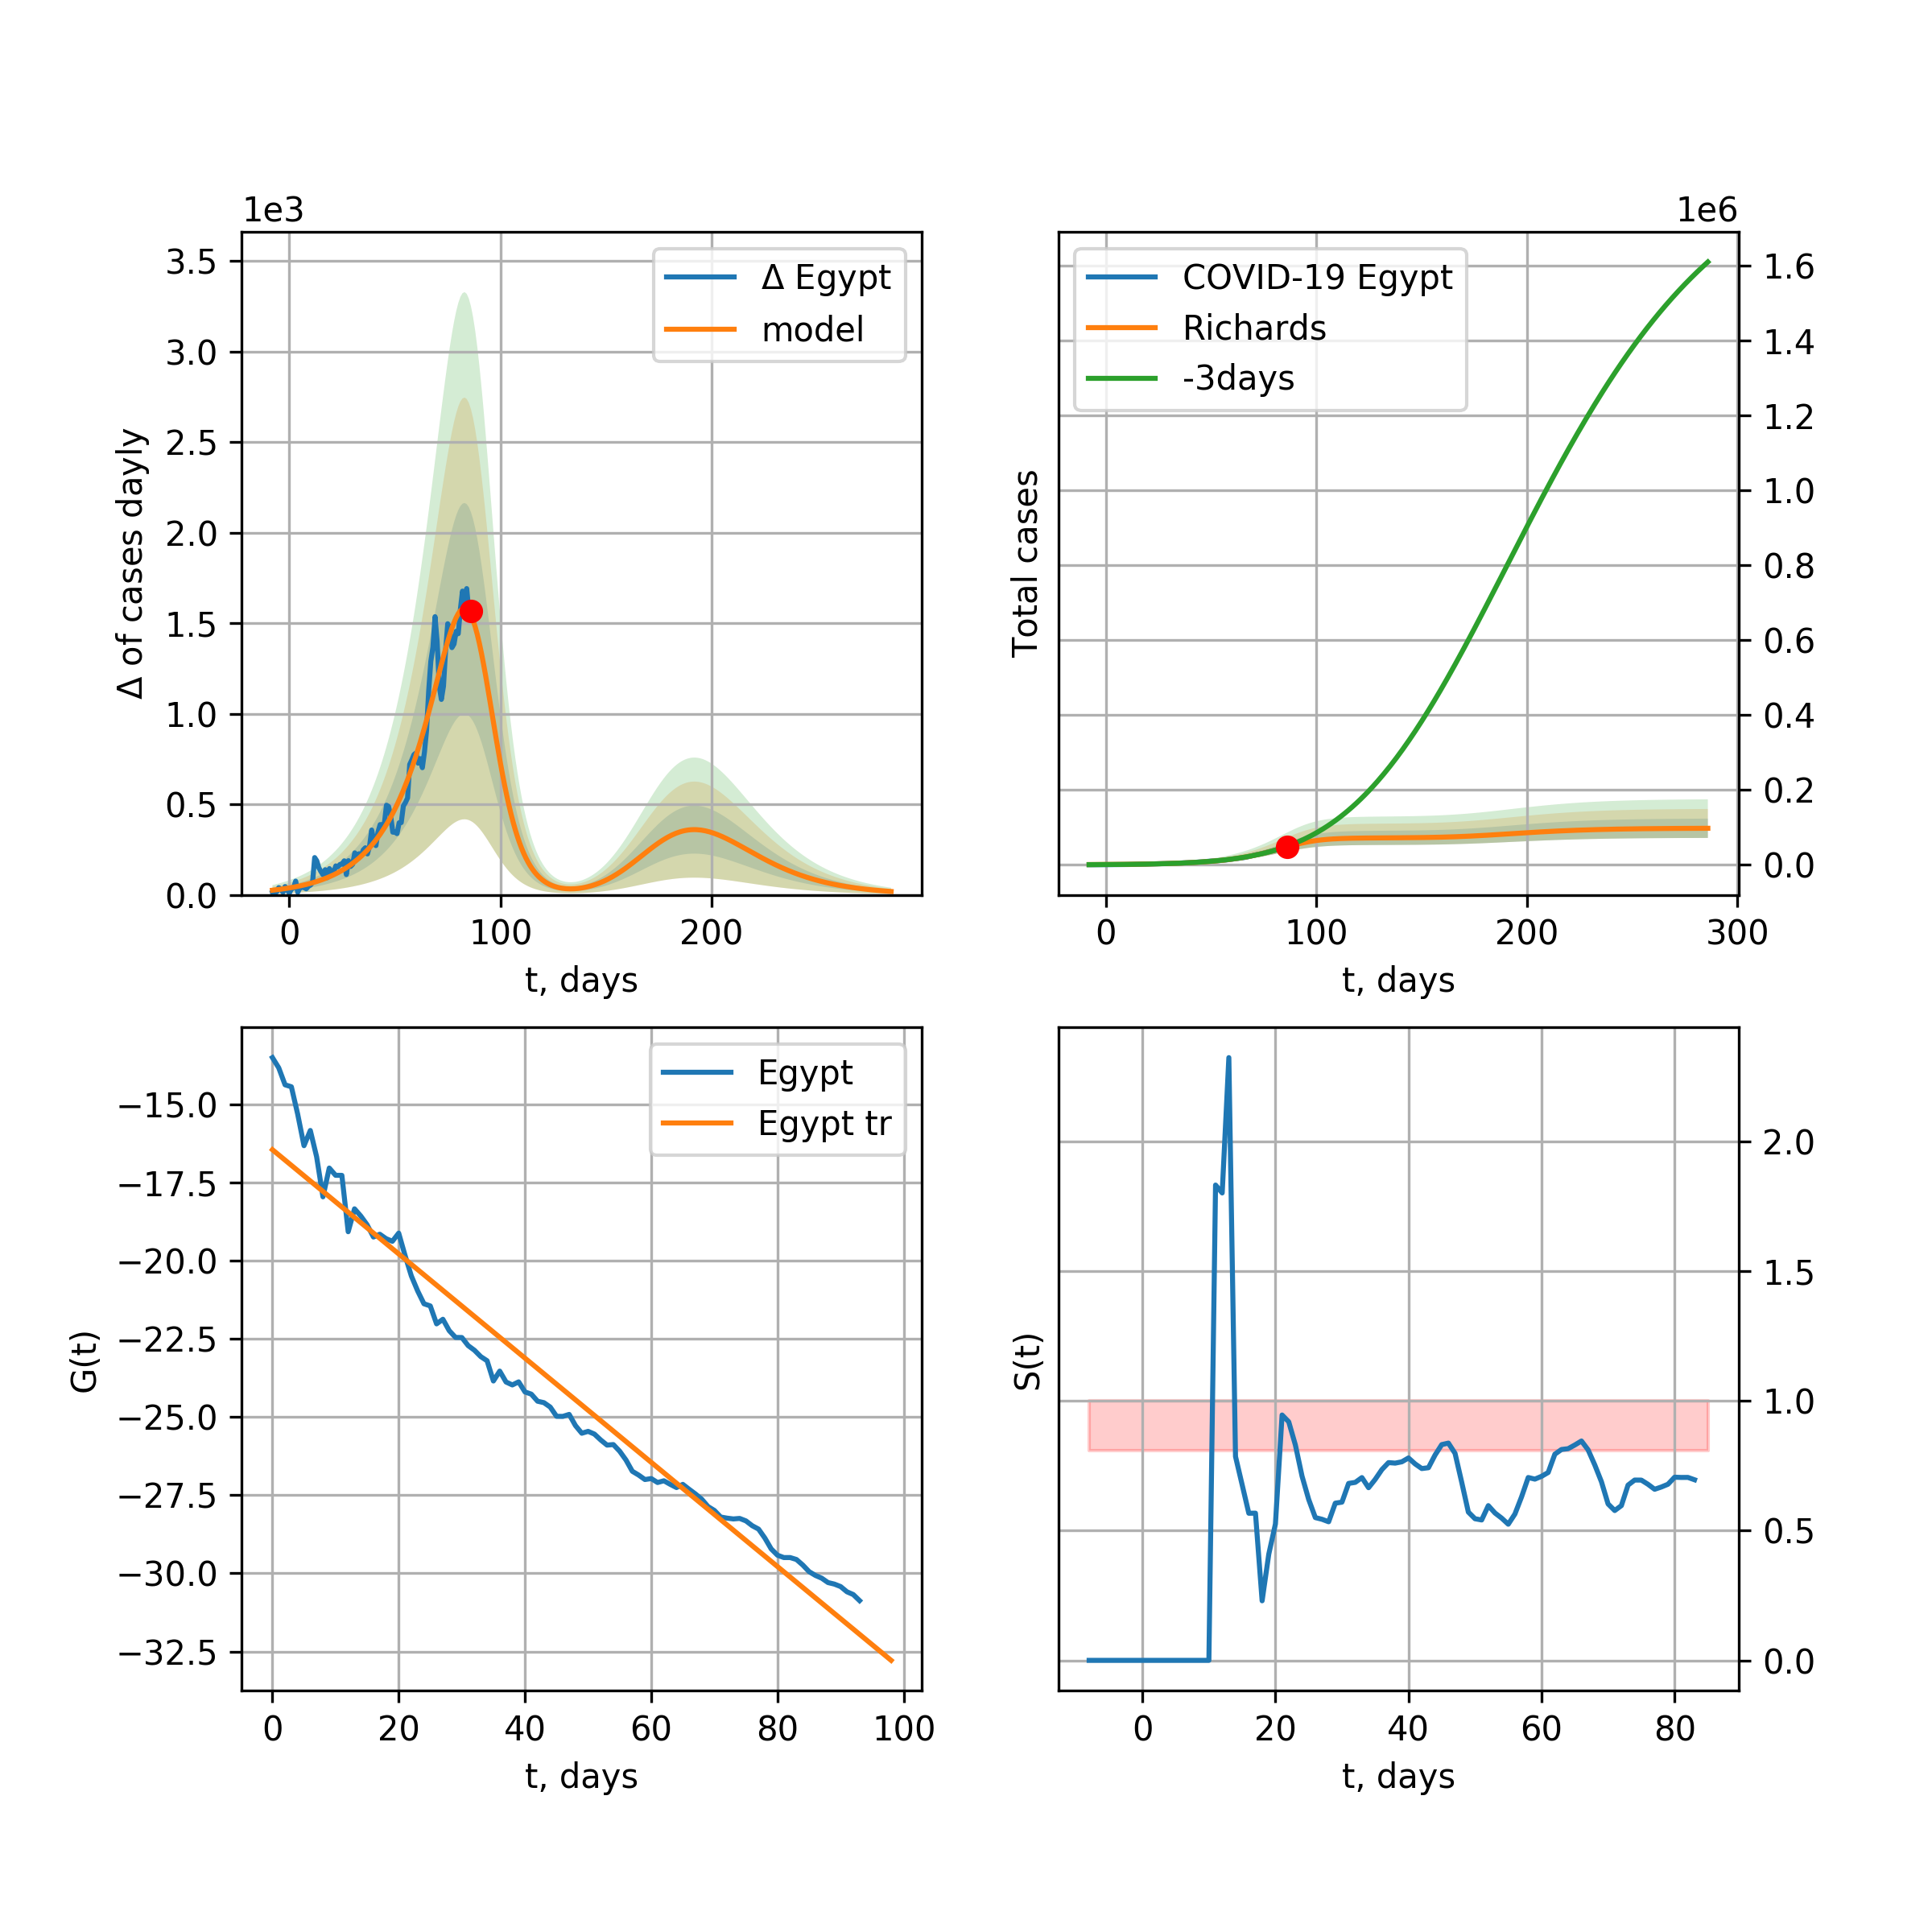 1e3
3.5
3.0
2.5
2.0
1.5
1.0
0.5
0.0
Δ of cases dayly
Δ Egypt
model
0 100 200
t, days
1e6
Total cases
COVID-19 Egypt
Richards
-3days
1.6
1.4
1.2
1.0
0.8
0.6
0.4
0.2
0.0
0 100 200 300
t, days
G(t)
−15.0
−17.5
−20.0
−22.5
−25.0
−27.5
−30.0
−32.5
Egypt
Egypt tr
0 20 40 60 80 100
t, days
S(t)
2.0
1.5
1.0
0.5
0.0
0 20 40 60 80
t, days